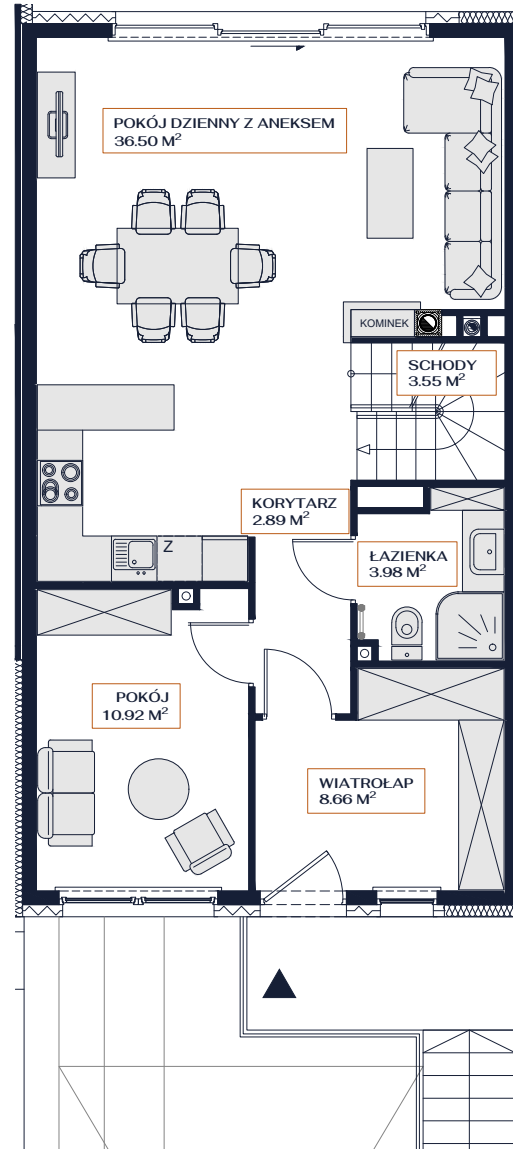 POKÓJ DZIENNY Z ANEKSEM
36.50 M²
KOMINEK
SCHODY
3.55 M²
KORYTARZ
2.89 M²
Z
ŁAZIENKA
3.98 M²
POKÓJ
10.92 M²
WIATROŁAP
8.66 M²